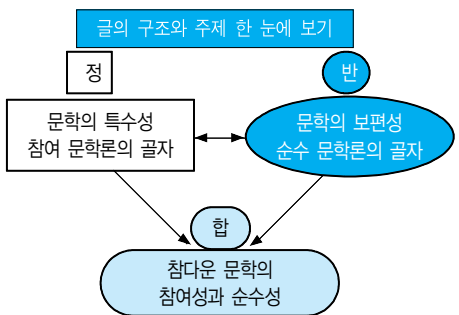 글의 구조와 주제 한 눈에 보기
정
반
문학의 특수성
참여 문학론의 골자
문학의 보편성
순수 문학론의 골자
합
참다운 문학의
참여성과 순수성